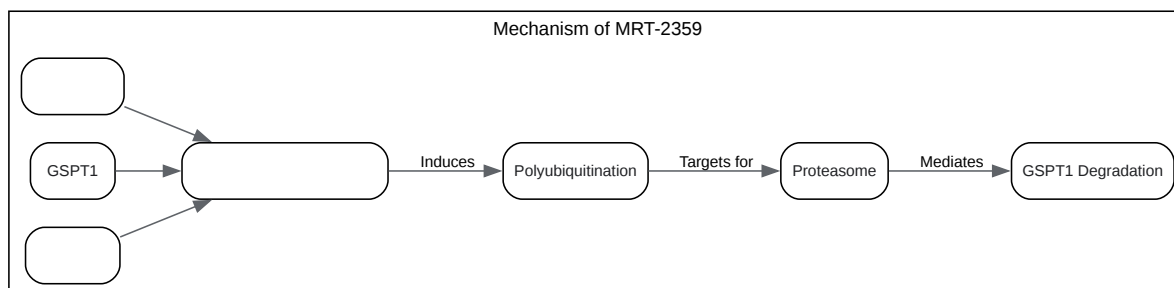 Mechanism of MRT-2359
GSPT1
Induces
Polyubiquitination
Targets for
Proteasome
Mediates
GSPT1 Degradation